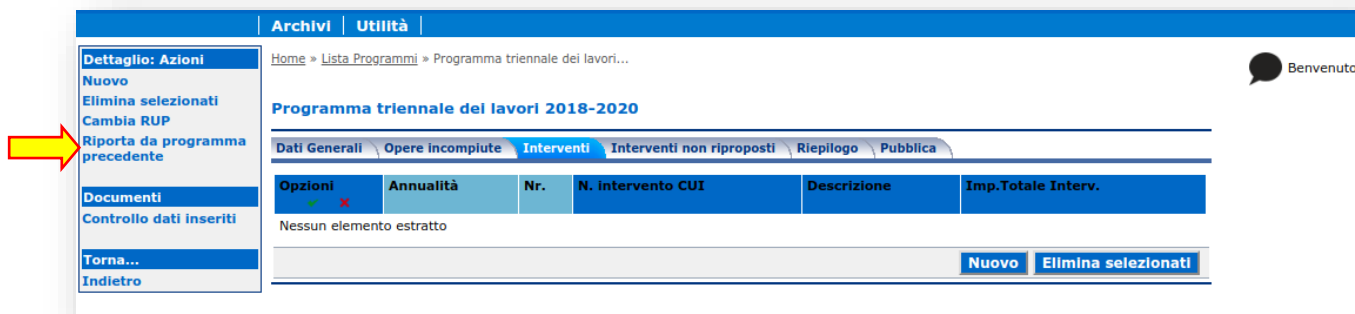 Archivi Utilità
Dettaglio: Azioni
Nuovo
Elimina selezionati
Cambia RUP
Riporta da programma
precedente
Documenti
Controllo dati inseriti
Torna...
Indietro
Home » Lista Programmi » Programma triennale dei lavori...
Benvenuto
Programma triennale dei lavori 2018-2020
Dati Generali Opere incompiute Interventi Interventi non riproposti Riepilogo Pubblica
Opzioni Annualità Nr. N. intervento CUI Descrizione Imp.Totale Interv.
Nessun elemento estratto
Nuovo Elimina selezionati